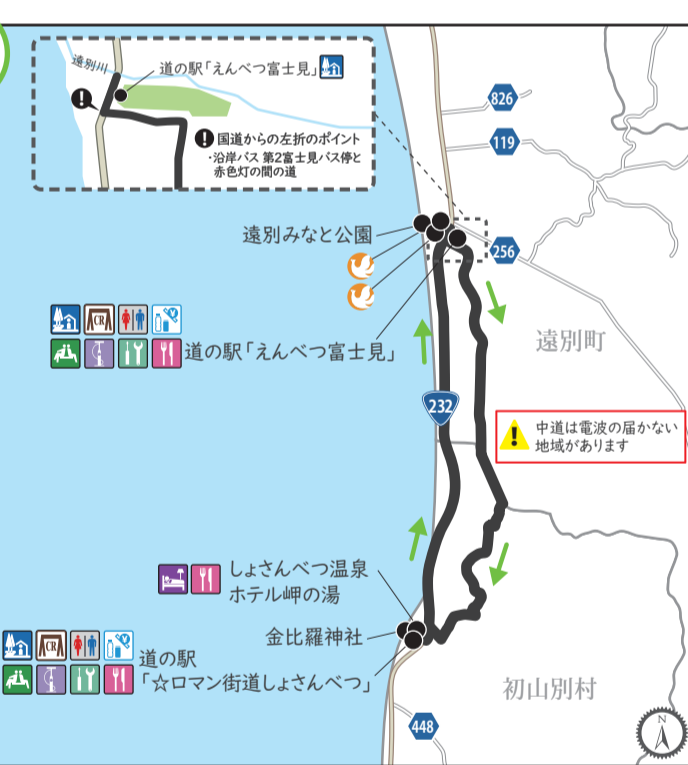 遠別川
道の駅「えんべつ富士見」
!
! 国道からの左折のポイント
・沿岸バス 第2富士見バス停と
赤色灯の間の道
826
119
遠別みなと公園
256
遠別町
CR
道の駅「えんべつ富士見」
232
! 中道は電波の届かない
地域があります
しょさんべつ温泉
ホテル岬の湯
金比羅神社
CR
道の駅
「☆ロマン街道しょさんべつ」
初山別村
448
N